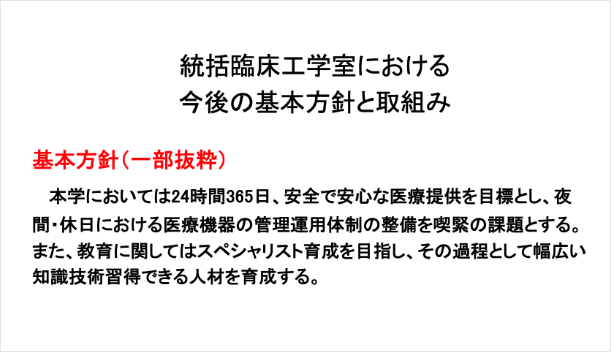 統括臨床工学室における
今後の基本方針と取組み
基本方針（一部抜粋）
本学においては24時間365日、安全で安心な医療提供を目標とし、夜
間・休日における医療機器の管理運用体制の整備を喫緊の課題とする。
また、教育に関してはスペシャリスト育成を目指し、その過程として幅広い
知識技術習得できる人材を育成する。